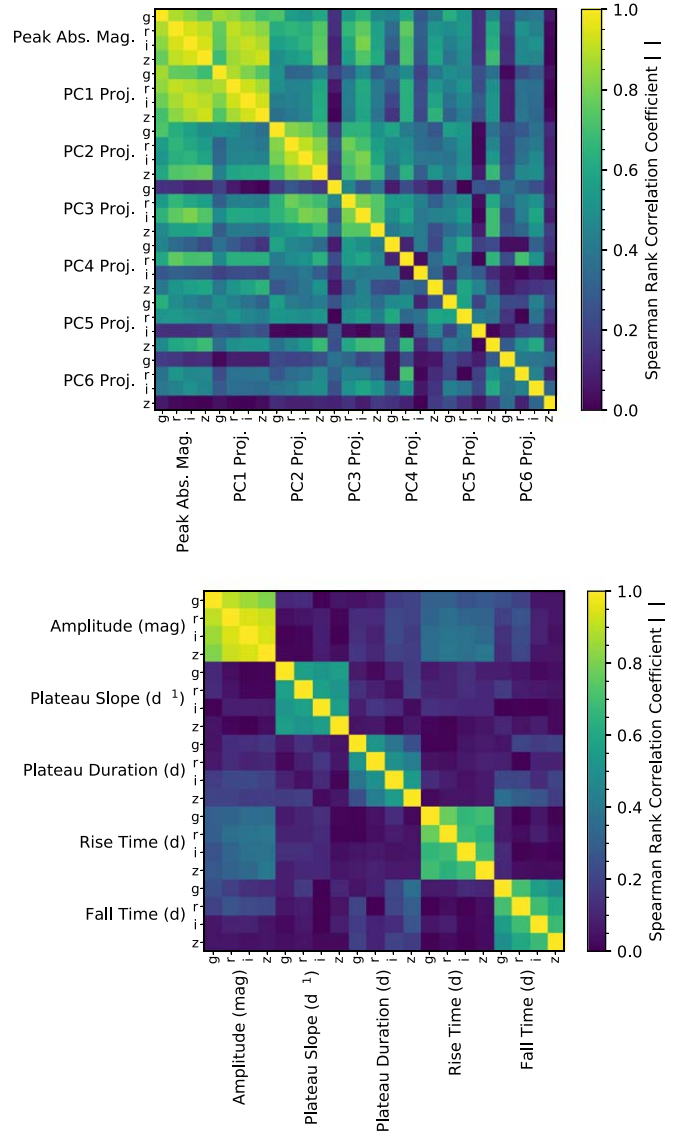 Peak Abs. Mag.
PC1 Proj.
PC2 Proj.
PC3 Proj.
PC4 Proj.
PC5 Proj.
PC6 Proj.
g
r
i
z
g
r
i
z
g
r
i
z
g
r
i
z
g
r
i
z
g
r
i
z
g
r
i
z
g r i z g r i z g r i z g r i z g r i z g r i z g r i z
Peak Abs. Mag.
PC1 Proj.
PC2 Proj.
PC3 Proj.
PC4 Proj.
PC5 Proj.
PC6 Proj.
1.0
0.8
0.6
0.4
0.2
0.0
Spearman Rank Correlation Coefficient | |
Amplitude (mag)
Plateau Slope (d 1)
Plateau Duration (d)
Rise Time (d)
Fall Time (d)
g
r
i
z
g
r
i
z
g
r
i
z
g
r
i
z
g
r
i
z
g r i z g r i z g r i z g r i z g r i z
Amplitude (mag)
Plateau Slope (d 1)
Plateau Duration (d)
Rise Time (d)
Fall Time (d)
1.0
0.8
0.6
0.4
0.2
0.0
Spearman Rank Correlation Coefficient | |